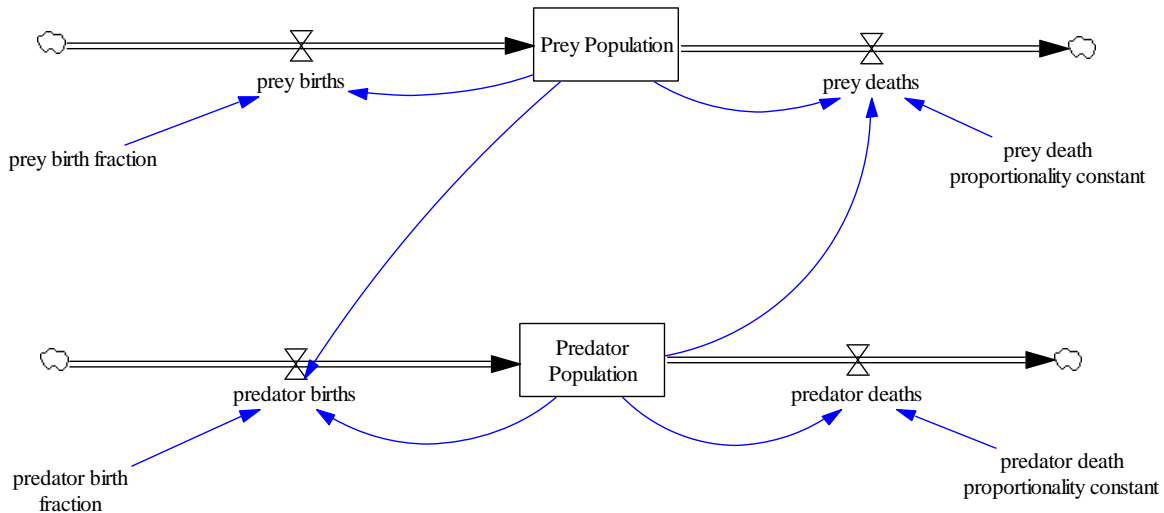 Prey Population
prey births
prey deaths
prey birth fraction
prey death
proportionality constant
Predator
Population
predator births
predator deaths
predator birth
fraction
predator death
proportionality constant